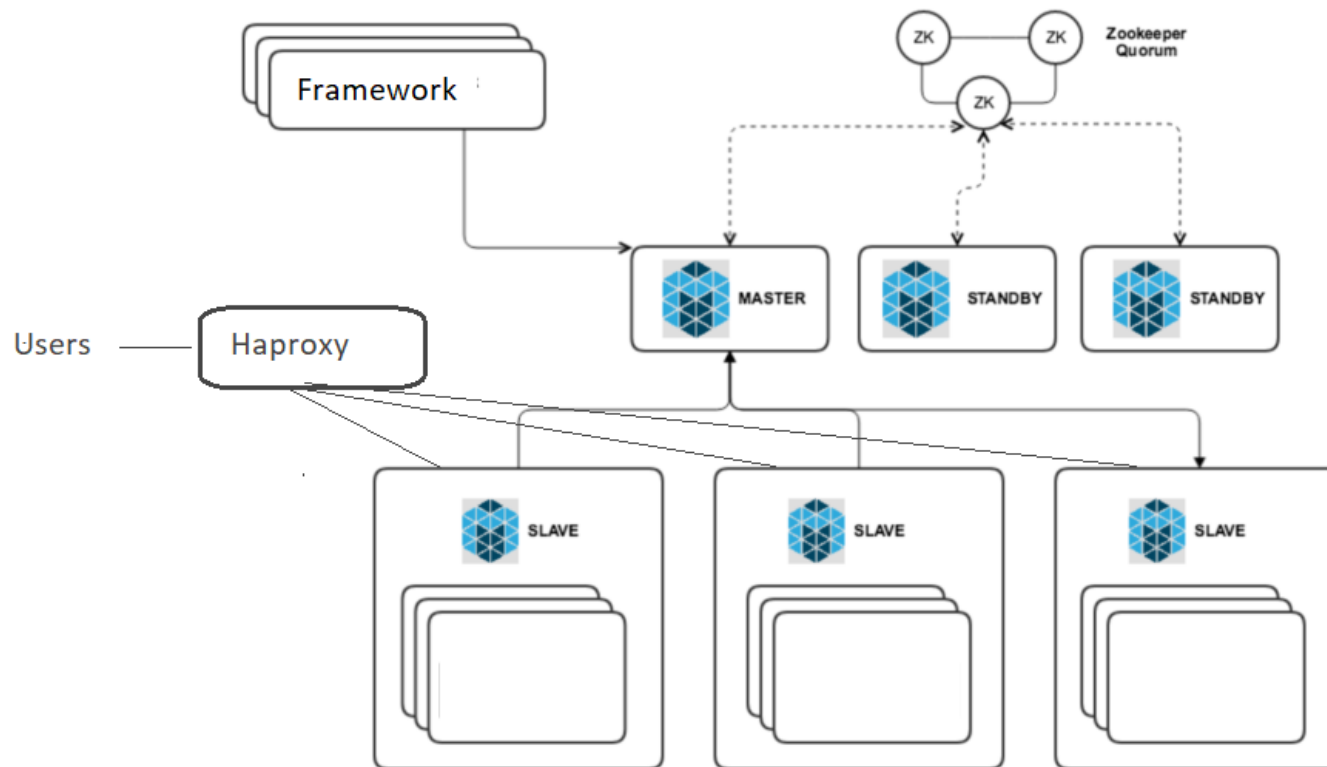 ZK
ZK
Zookeeper
Quorum
Framework
ZK
MASTER
STANDBY
STANDBY
Users
Haproxy
SLAVE
SLAVE
SLAVE